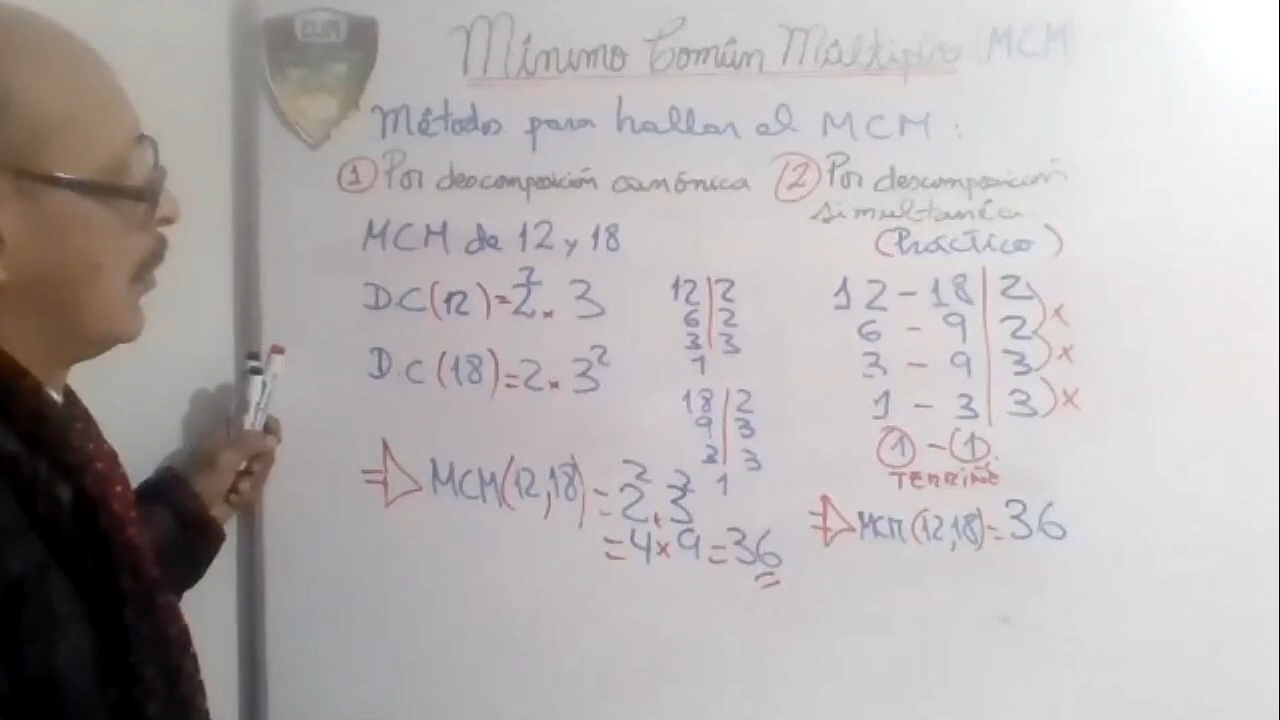 Mínimo Común Múltiplo MCM
Métodos para hallar el MCM:
① Por descomposición canónica
MCM de 12 y 18
DC(12)=2².3
DC(18)=2.3²
12|2
6|2
3|3
1
18|2
9|3
3|3
1
⇒ MCM(12,18)=2².3²
=4×9=36
② Por descomposición
simultanéa
(Práctico)
12-18|2
6-9|2
3-9|3
1-3|3
①-①
TERMINE
⇒ MCM(12,18)=36